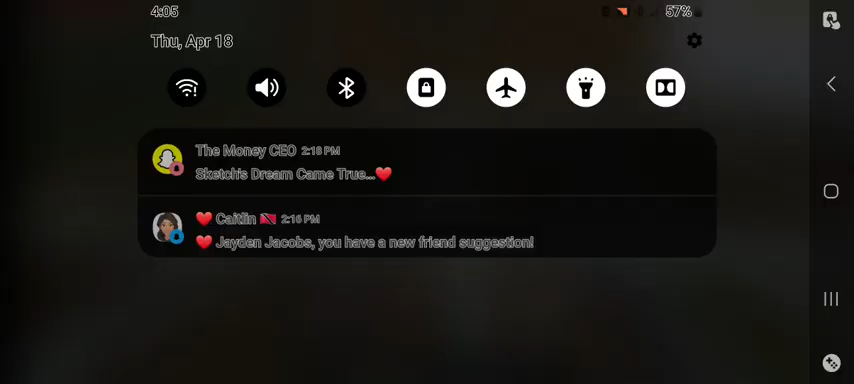 4:05
57%
Thu, Apr 18
The Money CEO 2:18 PM
Sketch's Dream Came True...❤️
❤️ Caitlin 🇹🇹 2:16 PM
❤️ Jayden Jacobs, you have a new friend suggestion!